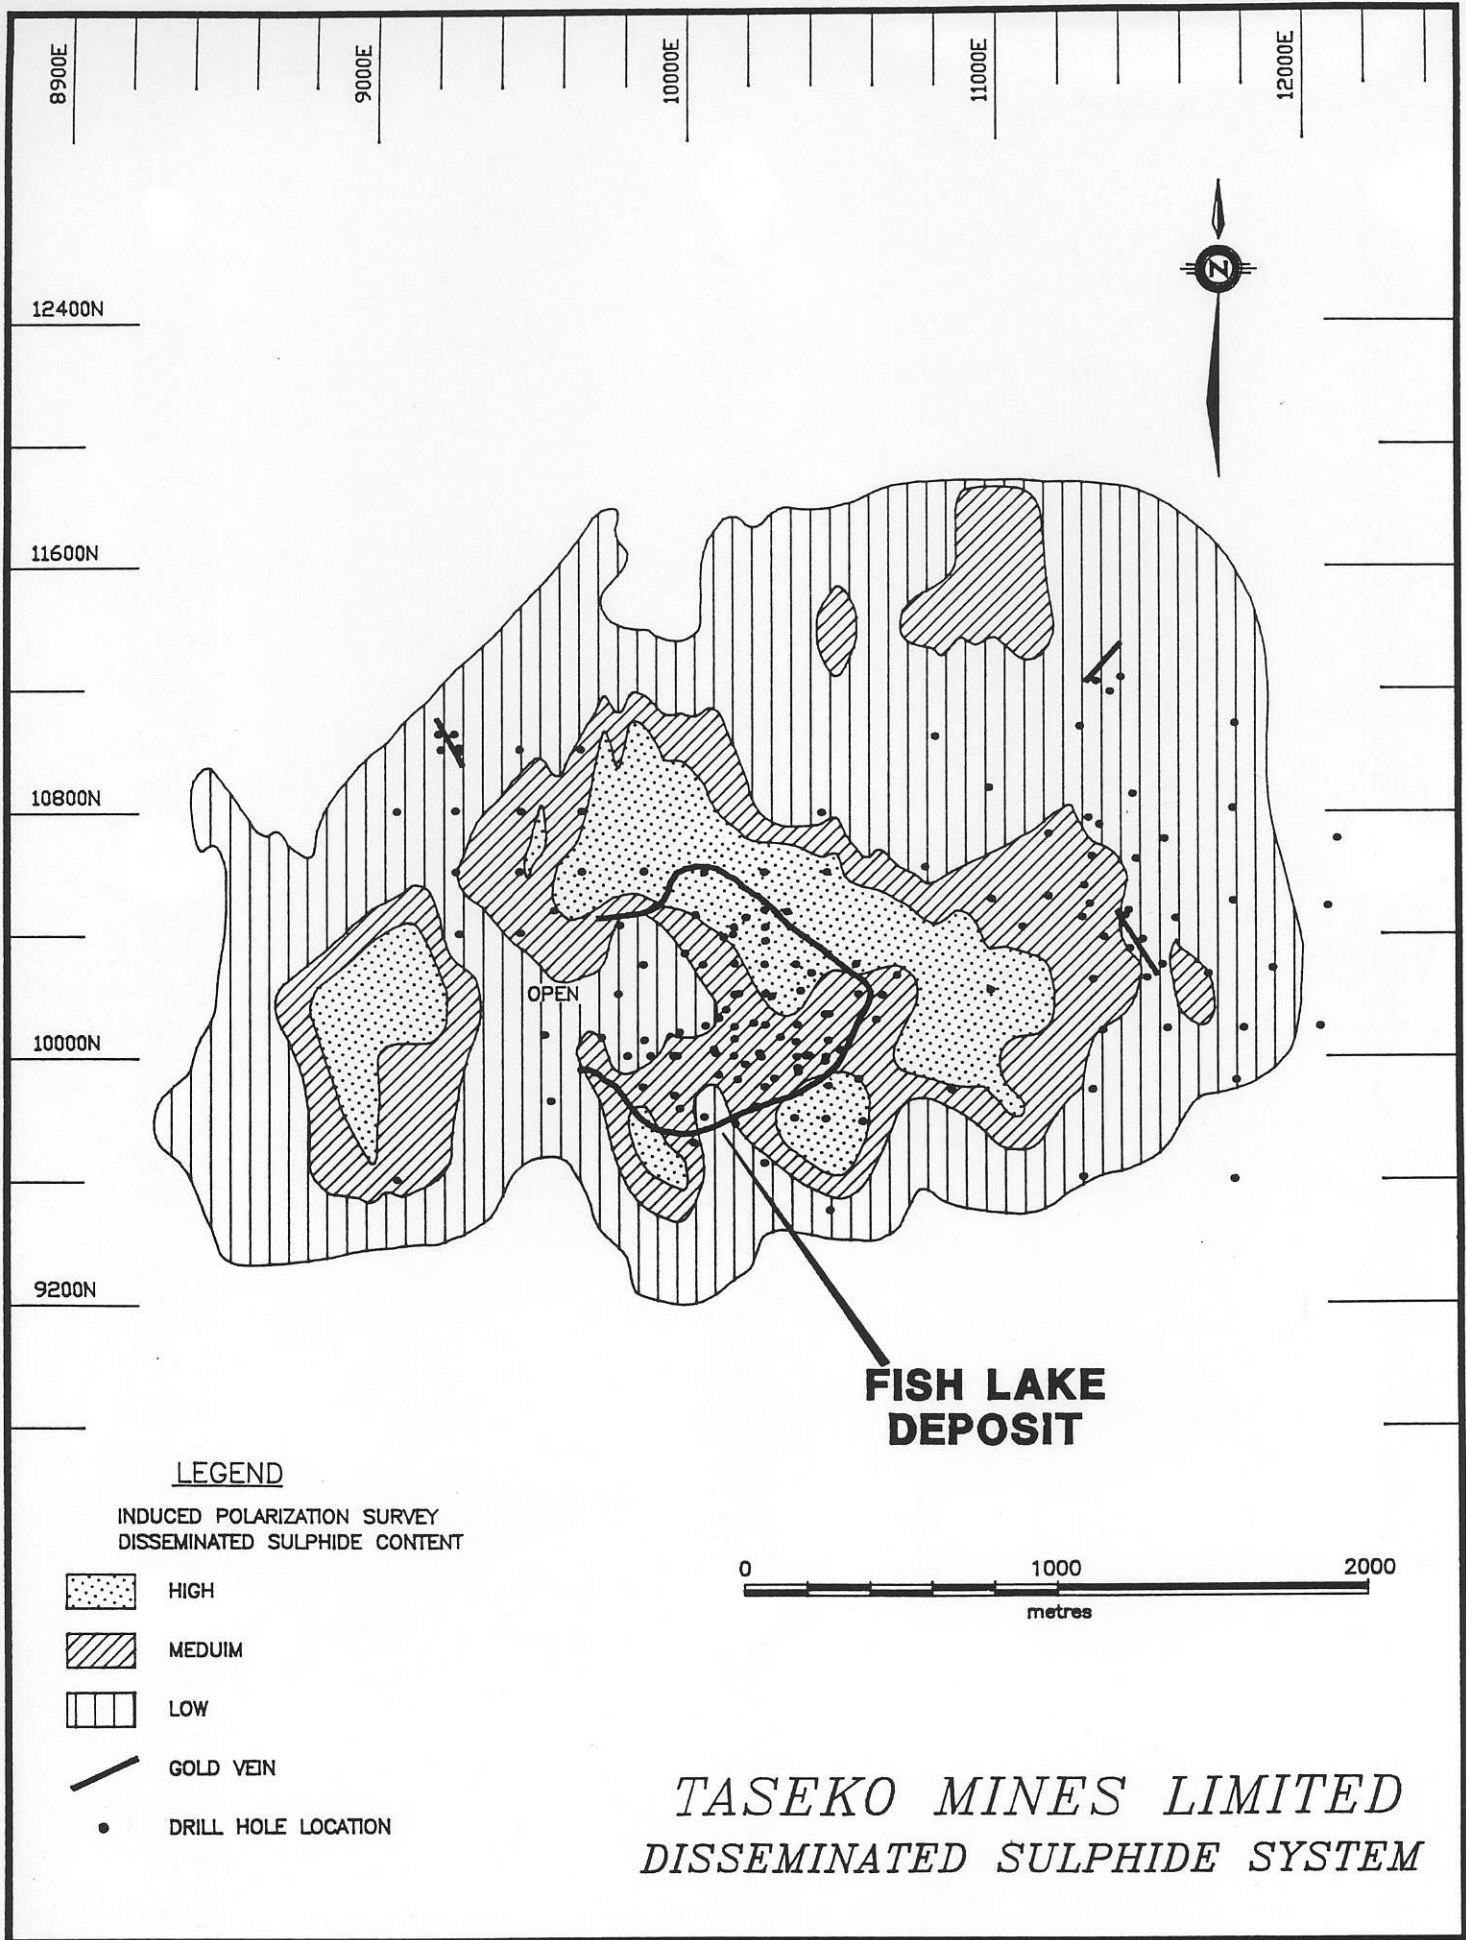 8900E
9000E
10000E
11000E
12000E
N
12400N
11600N
10800N
10000N
9200N
OPEN
FISH LAKE
DEPOSIT
LEGEND
INDUCED POLARIZATION SURVEY
DISSEMINATED SULPHIDE CONTENT
HIGH
MEDUIM
LOW
GOLD VEIN
DRILL HOLE LOCATION
0 1000 2000
metres
TASEKO MINES LIMITED
DISSEMINATED SULPHIDE SYSTEM